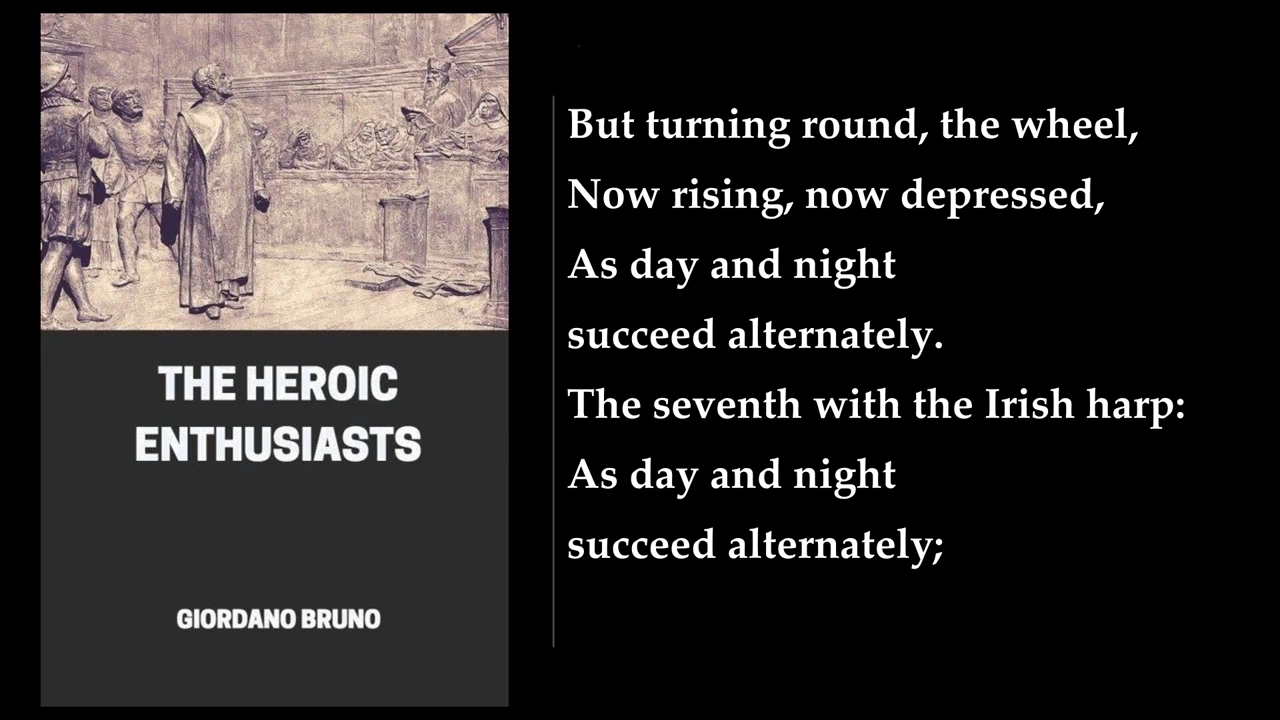 THE HEROIC
ENTHUSIASTS
GIORDANO BRUNO
But turning round, the wheel,
Now rising, now depressed,
As day and night
succeed alternately.
The seventh with the Irish harp:
As day and night
succeed alternately;